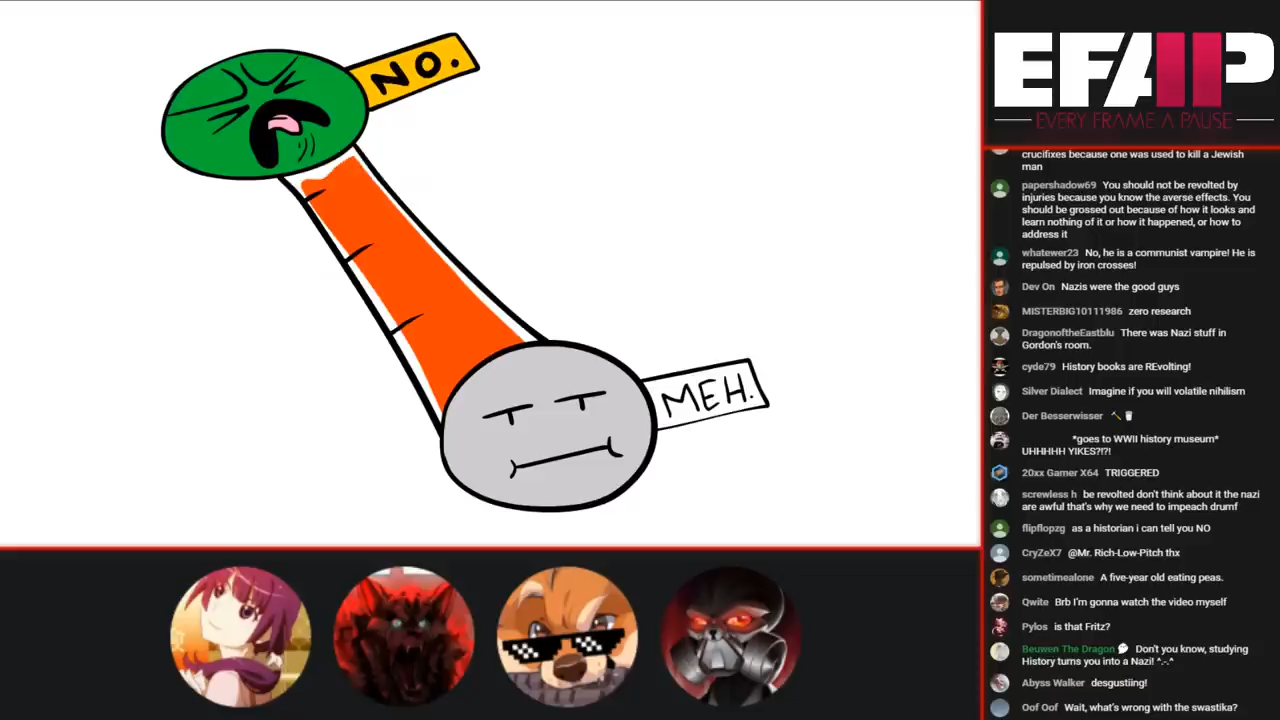 NO.
MEH.
EFAP
EVERY FRAME A PAUSE
crucifixes because one was used to kill a Jewish
man
papershadow69 You should not be revolted by
injuries because you know the averse effects. You
should be grossed out because of how it looks and
learn nothing of it or how it happened, or how to
address it
whatewer23 No, he is a communist vampire! He is
repulsed by iron crosses!
Dev On Nazis were the good guys
MISTERBIG10111986 zero research
DragonoftheEastblu There was Nazi stuff in
Gordon's room.
cyde79 History books are REvolting!
Silver Dialect Imagine if you will volatile nihilism
Der Besserwisser 🔨🥛
*goes to WWII history museum*
UHHHHH YIKES?!?!
20xx Gamer X64 TRIGGERED
screwless h be revolted don't think about it the nazi
are awful that's why we need to impeach drumf
flipflopzg as a historian i can tell you NO
CryZeX7 @Mr. Rich-Low-Pitch thx
sometimealone A five-year old eating peas.
Qwite Brb I'm gonna watch the video myself
Pylos is that Fritz?
Beuwen The Dragon 💬 Don't you know, studying
History turns you into a Nazi! ^.-.^
Abyss Walker desgustiing!
Oof Oof Wait, what's wrong with the swastika?